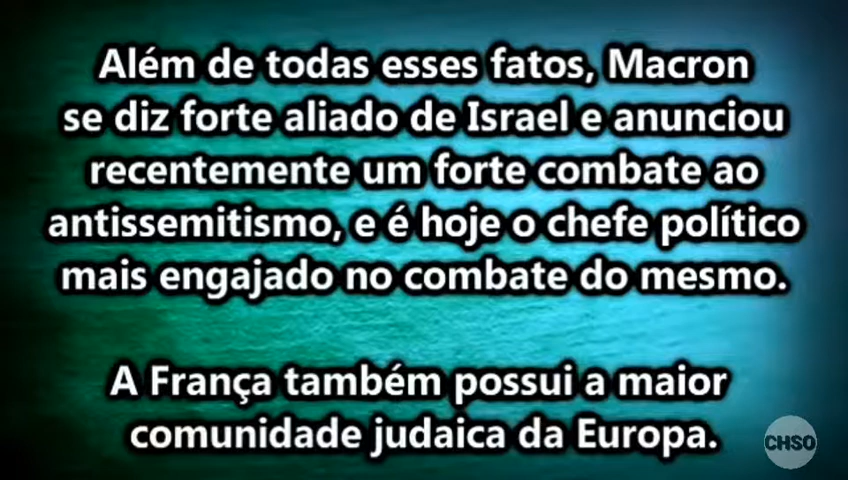 Além de todas esses fatos, Macron
se diz forte aliado de Israel e anunciou
recentemente um forte combate ao
antissemitismo, e é hoje o chefe político
mais engajado no combate do mesmo.
A França também possui a maior
comunidade judaica da Europa.
CHSO